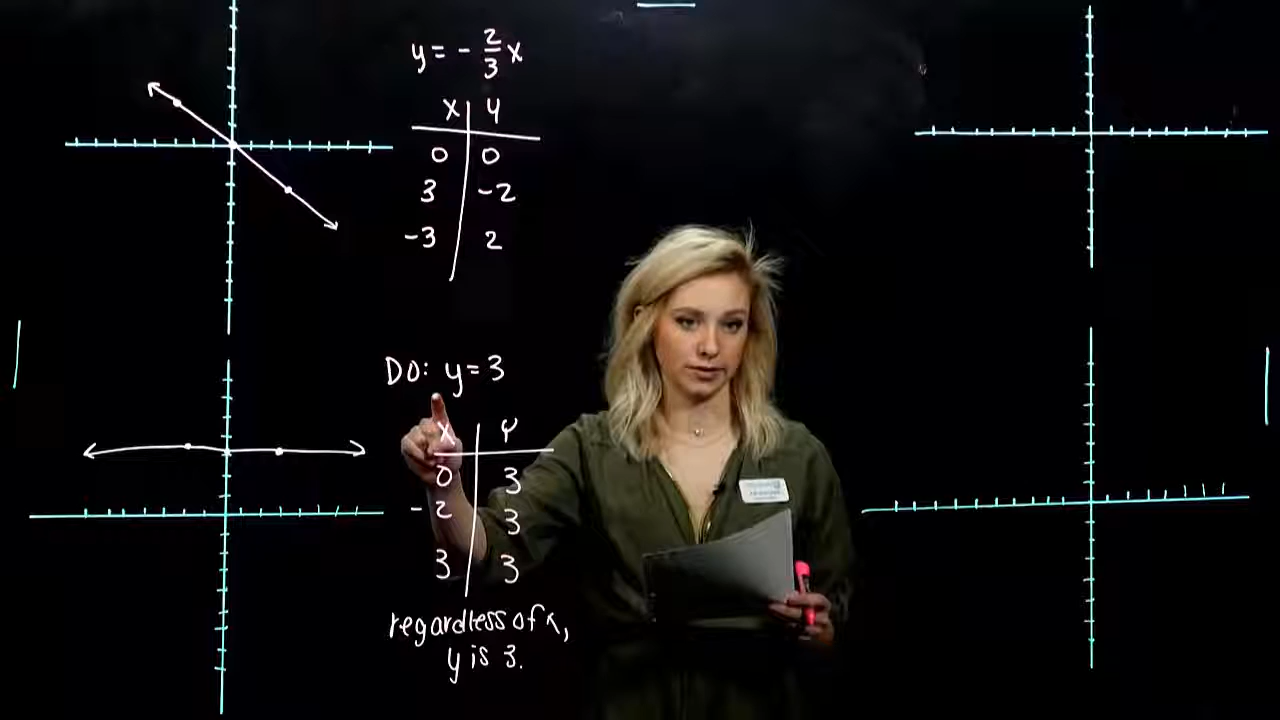 y = - 2/3 x
x y
0 0
3 -2
-3 2
DO: y = 3
x y
0 3
-2 3
3 3
regardless of x,
y is 3.